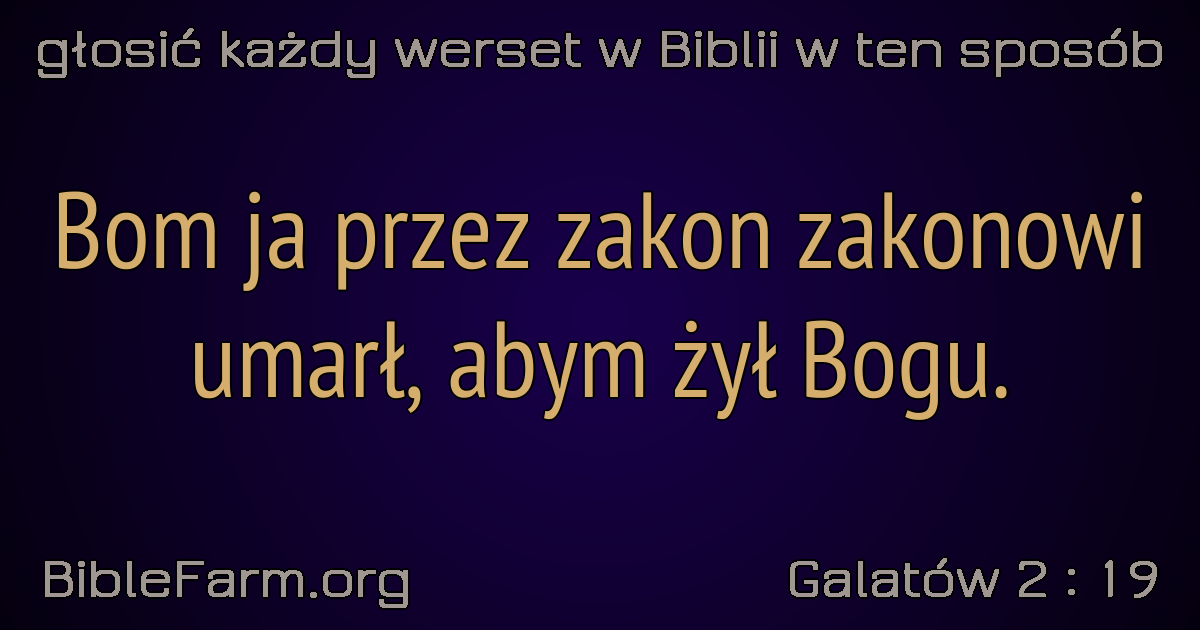 głosić każdy werset w Biblii w ten sposób
Bom ja przez zakon zakonowi
umarł, abym żył Bogu.
BibleFarm.org
Galatów 2 : 19